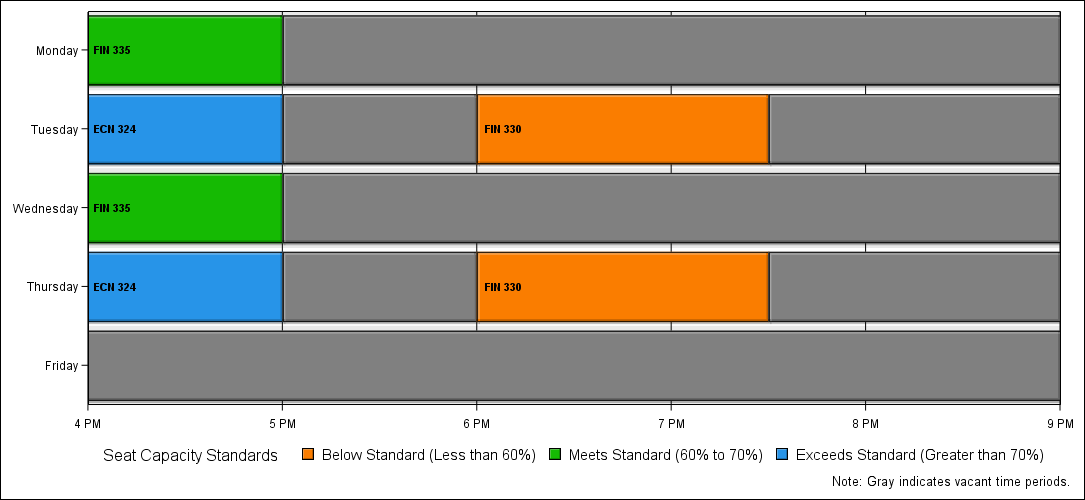 Monday FIN 335
Tuesday ECN 324 FIN 330
Wednesday FIN 335
Thursday ECN 324 FIN 330
Friday
4 PM 5 PM 6 PM 7 PM 8 PM 9 PM
Seat Capacity Standards Below Standard (Less than 60%) Meets Standard (60% to 70%) Exceeds Standard (Greater than 70%)
Note: Gray indicates vacant time periods.